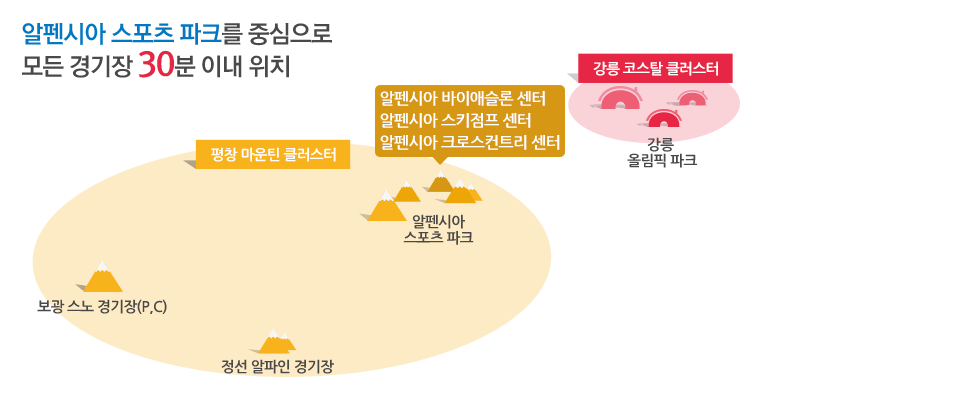 알펜시아 스포츠 파크를 중심으로
모든 경기장 30분 이내 위치
강릉 코스탈 클러스터
알펜시아 바이애슬론 센터
알펜시아 스키점프 센터
알펜시아 크로스컨트리 센터
강릉
올림픽 파크
평창 마운틴 클러스터
알펜시아
스포츠 파크
보광 스노 경기장(P,C)
정선 알파인 경기장